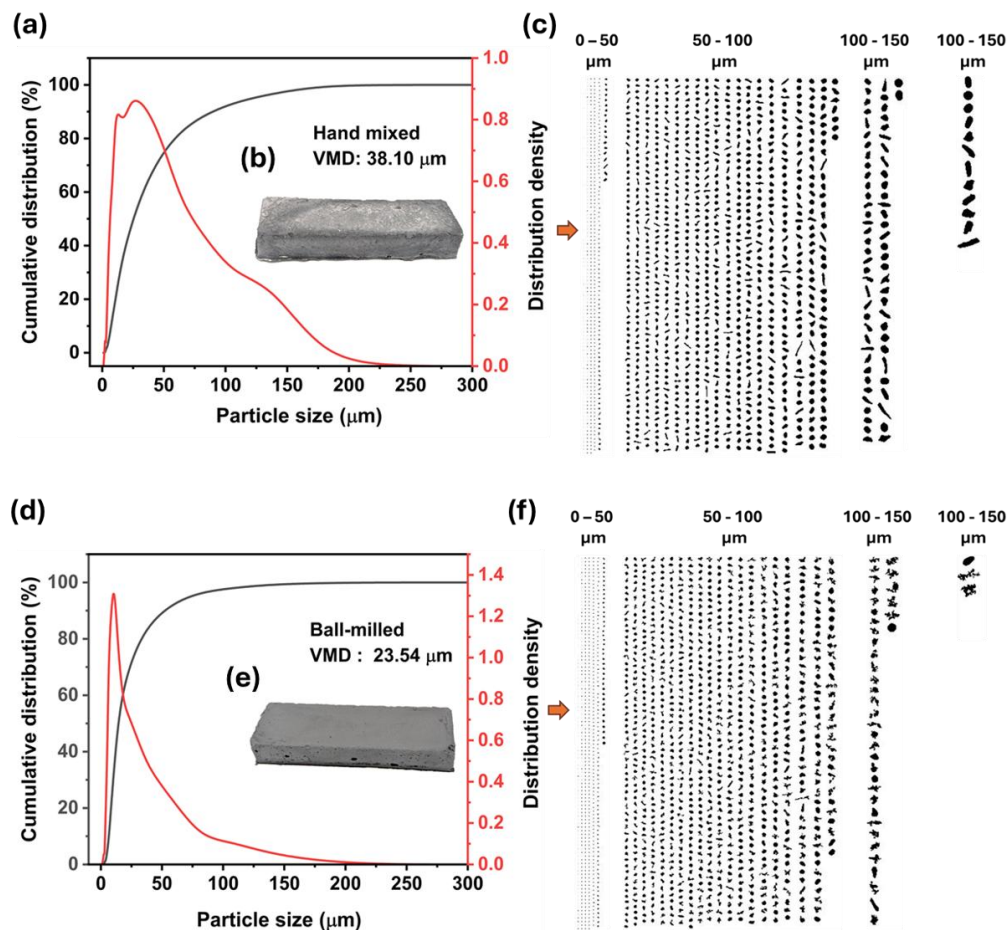 (a)
Cumulative distribution (%)
100
80
60
40
20
0
0
50
100
150
200
250
300
Particle size (μm)
1.0
0.8
0.6
0.4
0.2
0.0
Distribution density
(b)
Hand mixed
VMD: 38.10 μm
(c)
0 – 50
μm
50 - 100
μm
100 - 150
μm
100 - 150
μm
(d)
Cumulative distribution (%)
100
80
60
40
20
0
0
50
100
150
200
250
300
Particle size (μm)
1.4
1.2
1.0
0.8
0.6
0.4
0.2
0.0
Distribution density
Ball-milled
VMD : 23.54 μm
(e)
(f)
0 – 50
μm
50 - 100
μm
100 - 150
μm
100 - 150
μm